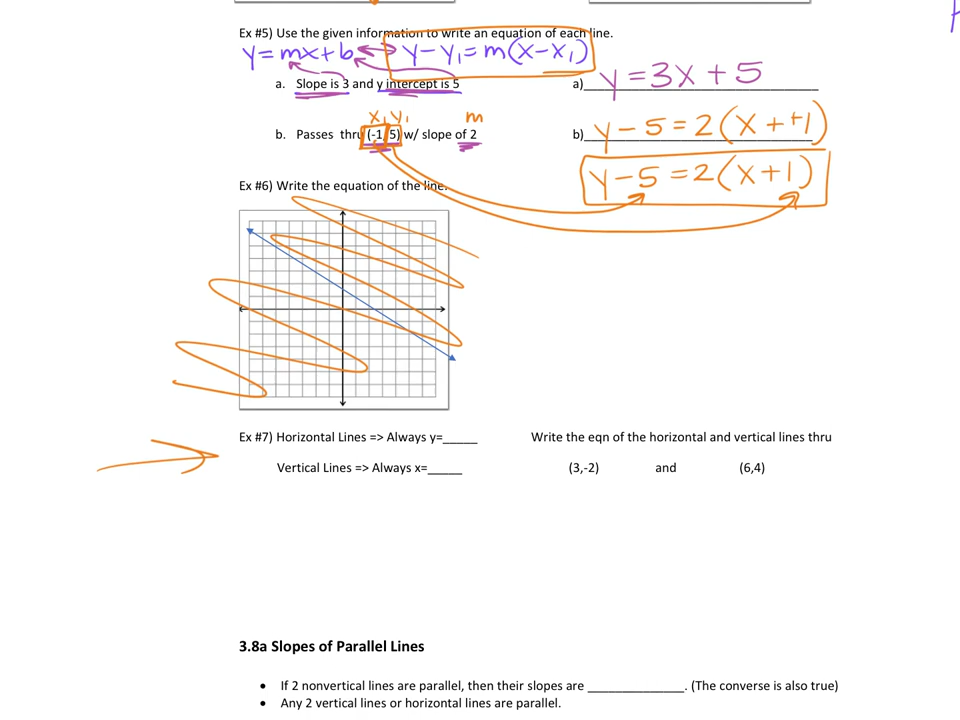 Ex #5) Use the given information to write an equation of each line.
y = mx + b ↔ y - y₁ = m(x - x₁)
a. Slope is 3 and y intercept is 5 a) y = 3x + 5
x₁ y₁ m
b. Passes thru (-1, 5) w/ slope of 2 b) y - 5 = 2(x + +1)
y - 5 = 2(x + 1)
Ex #6) Write the equation of the line.
Ex #7) Horizontal Lines => Always y=_____ Write the eqn of the horizontal and vertical lines thru
Vertical Lines => Always x=_____ (3,-2) and (6,4)
3.8a Slopes of Parallel Lines
• If 2 nonvertical lines are parallel, then their slopes are ______________. (The converse is also true)
• Any 2 vertical lines or horizontal lines are parallel.